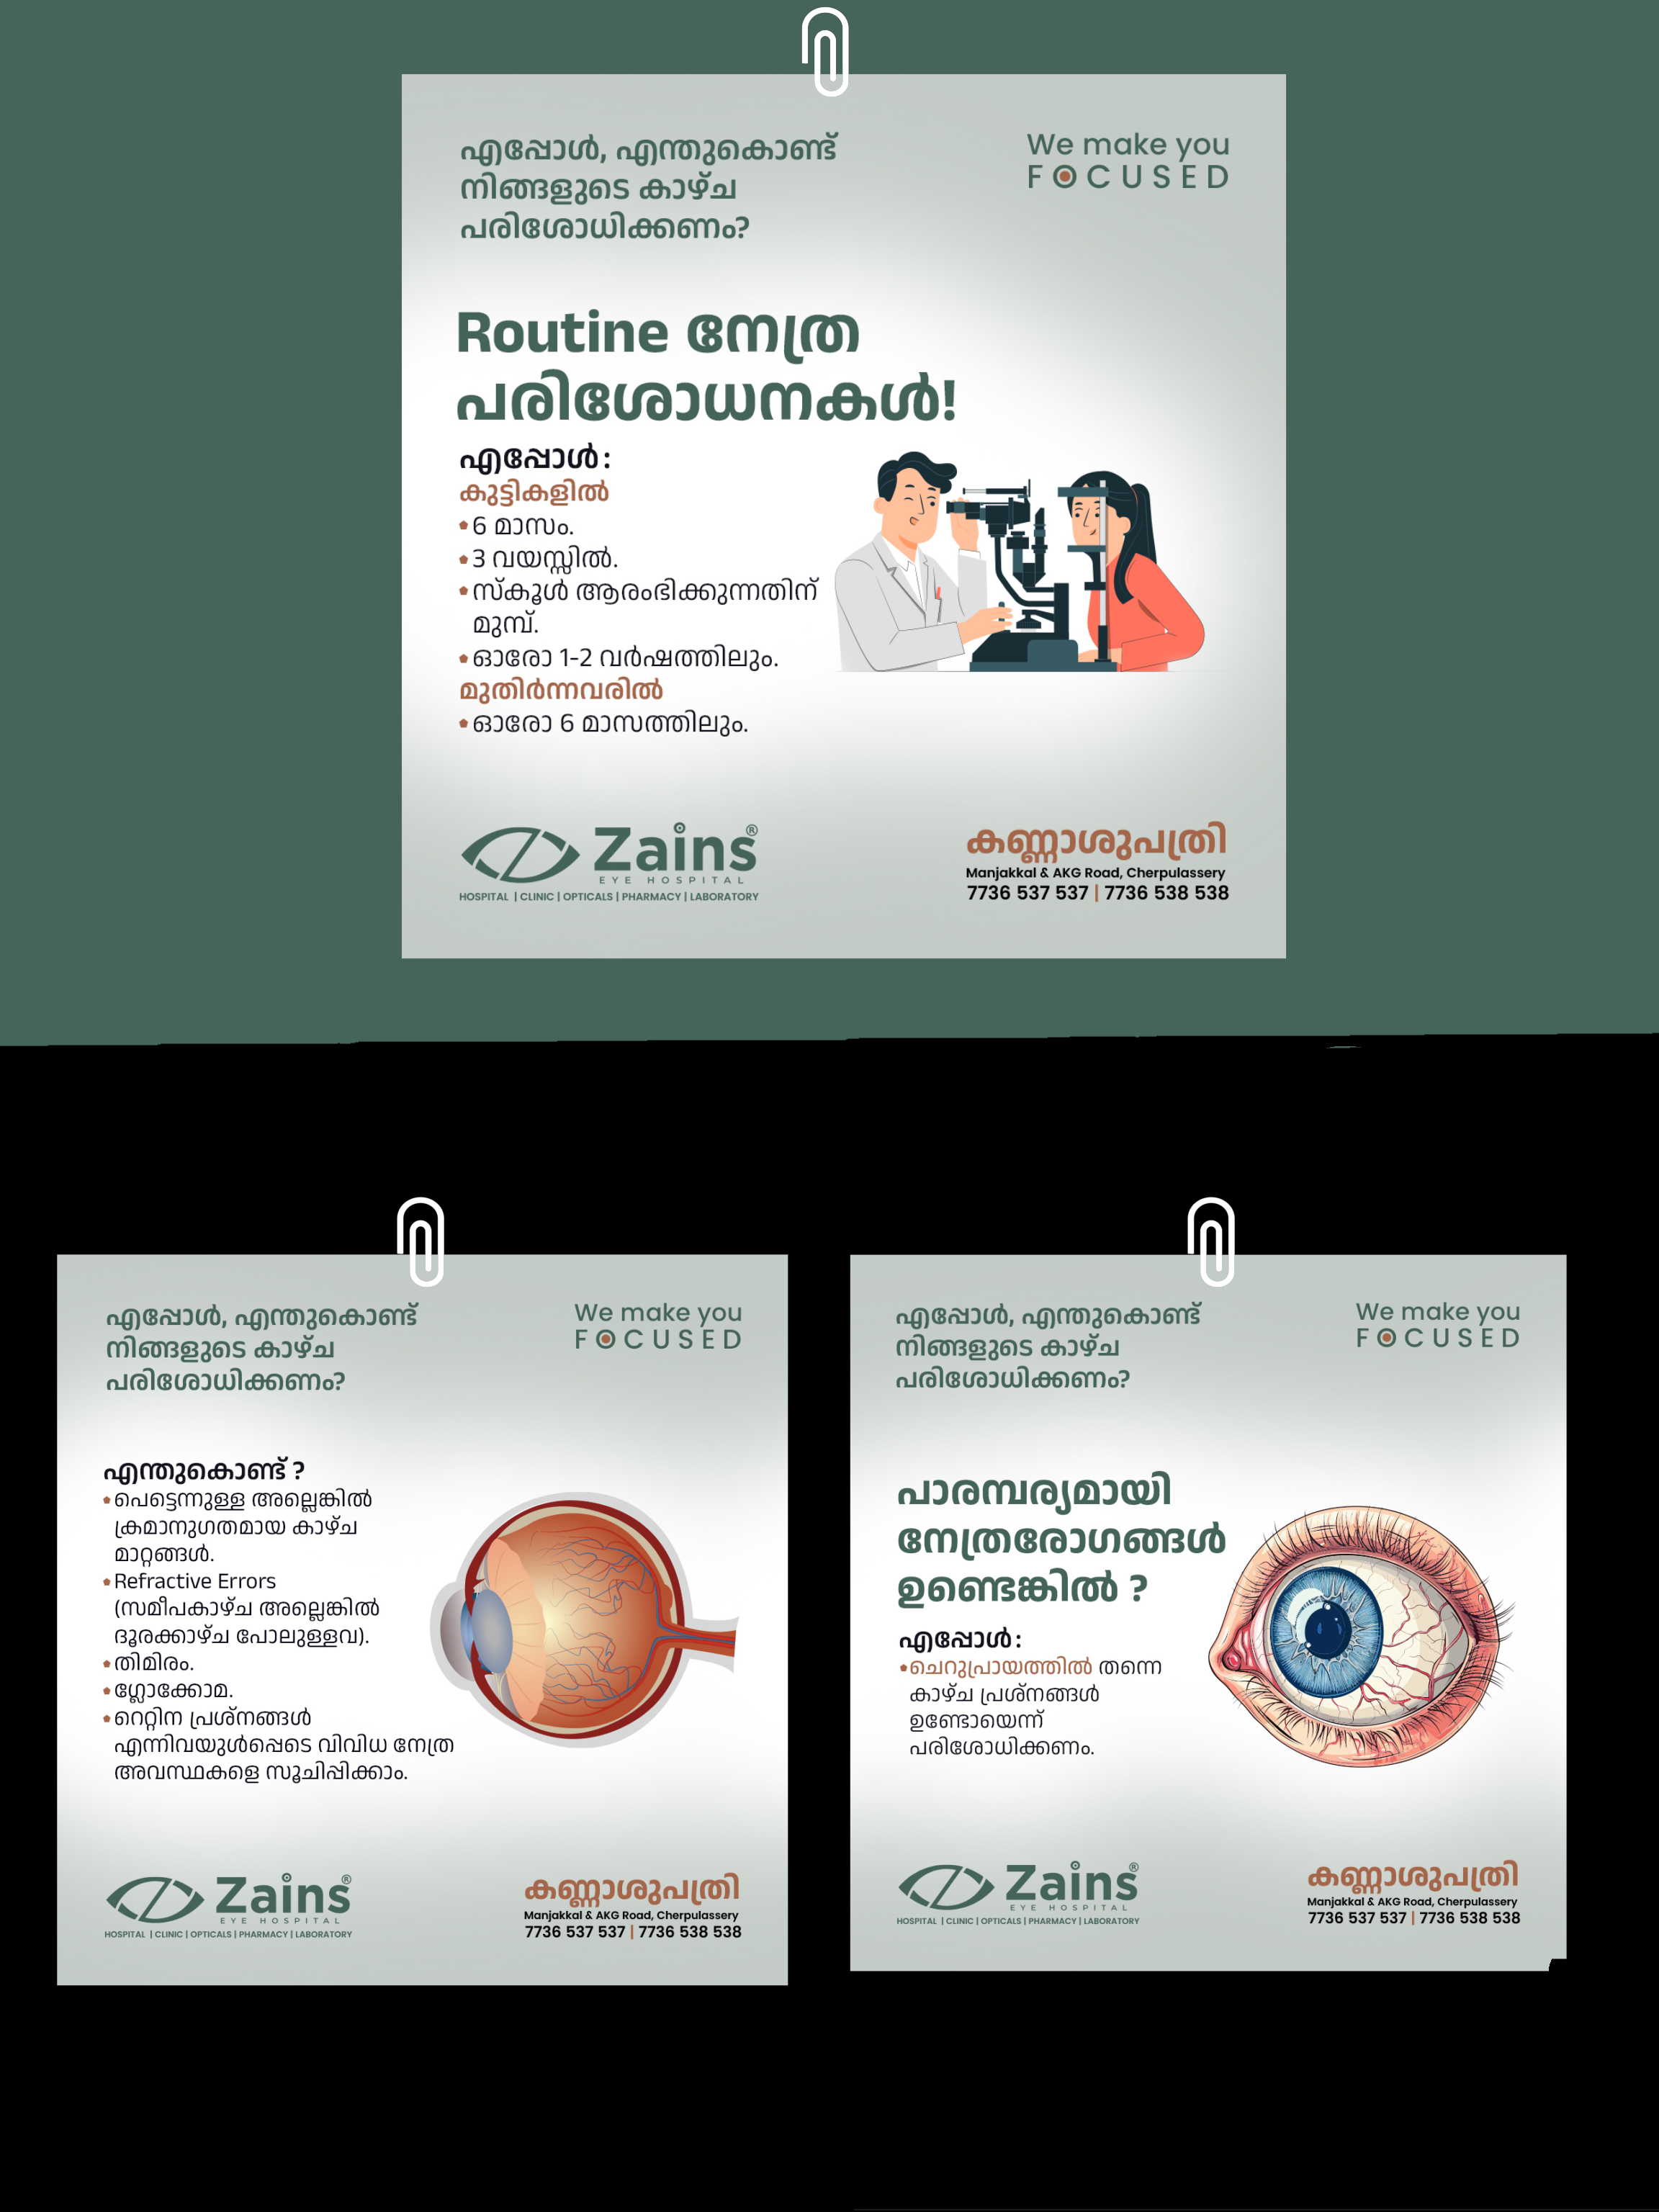 എപ്പോൾ, എന്തുകൊണ്ട്
നിങ്ങളുടെ കാഴ്ച
പരിശോധിക്കണം?
We make you
FOCUSED
Routine നേത്ര
പരിശോധനകൾ!
എപ്പോൾ :
കുട്ടികളിൽ
6 മാസം.
3 വയസ്സിൽ.
സ്കൂൾ ആരംഭിക്കുന്നതിന്
മുമ്പ്.
ഓരോ 1-2 വർഷത്തിലും.
മുതിർന്നവരിൽ
ഓരോ 6 മാസത്തിലും.
Zains®
EYE HOSPITAL
HOSPITAL | CLINIC | OPTICALS | PHARMACY | LABORATORY
കണ്ണാശുപത്രി
Manjakkal & AKG Road, Cherpulassery
7736 537 537 | 7736 538 538
എപ്പോൾ, എന്തുകൊണ്ട്
നിങ്ങളുടെ കാഴ്ച
പരിശോധിക്കണം?
We make you
FOCUSED
എന്തുകൊണ്ട് ?
പെട്ടെന്നുള്ള അല്ലെങ്കിൽ
ക്രമാനുഗതമായ കാഴ്ച
മാറ്റങ്ങൾ.
Refractive Errors
(സമീപകാഴ്ച അല്ലെങ്കിൽ
ദൂരക്കാഴ്ച പോലുള്ളവ).
തിമിരം.
ഗ്ലോക്കോമ.
റെറ്റിന പ്രശ്നങ്ങൾ
എന്നിവയുൾപ്പെടെ വിവിധ നേത്ര
അവസ്ഥകളെ സൂചിപ്പിക്കാം.
Zains®
EYE HOSPITAL
HOSPITAL | CLINIC | OPTICALS | PHARMACY | LABORATORY
കണ്ണാശുപത്രി
Manjakkal & AKG Road, Cherpulassery
7736 537 537 | 7736 538 538
എപ്പോൾ, എന്തുകൊണ്ട്
നിങ്ങളുടെ കാഴ്ച
പരിശോധിക്കണം?
We make you
FOCUSED
പാരമ്പര്യമായി
നേത്രരോഗങ്ങൾ
ഉണ്ടെങ്കിൽ ?
എപ്പോൾ :
ചെറുപ്രായത്തിൽ തന്നെ
കാഴ്ച പ്രശ്നങ്ങൾ
ഉണ്ടോയെന്ന്
പരിശോധിക്കണം.
Zains®
EYE HOSPITAL
HOSPITAL | CLINIC | OPTICALS | PHARMACY | LABORATORY
കണ്ണാശുപത്രി
Manjakkal & AKG Road, Cherpulassery
7736 537 537 | 7736 538 538